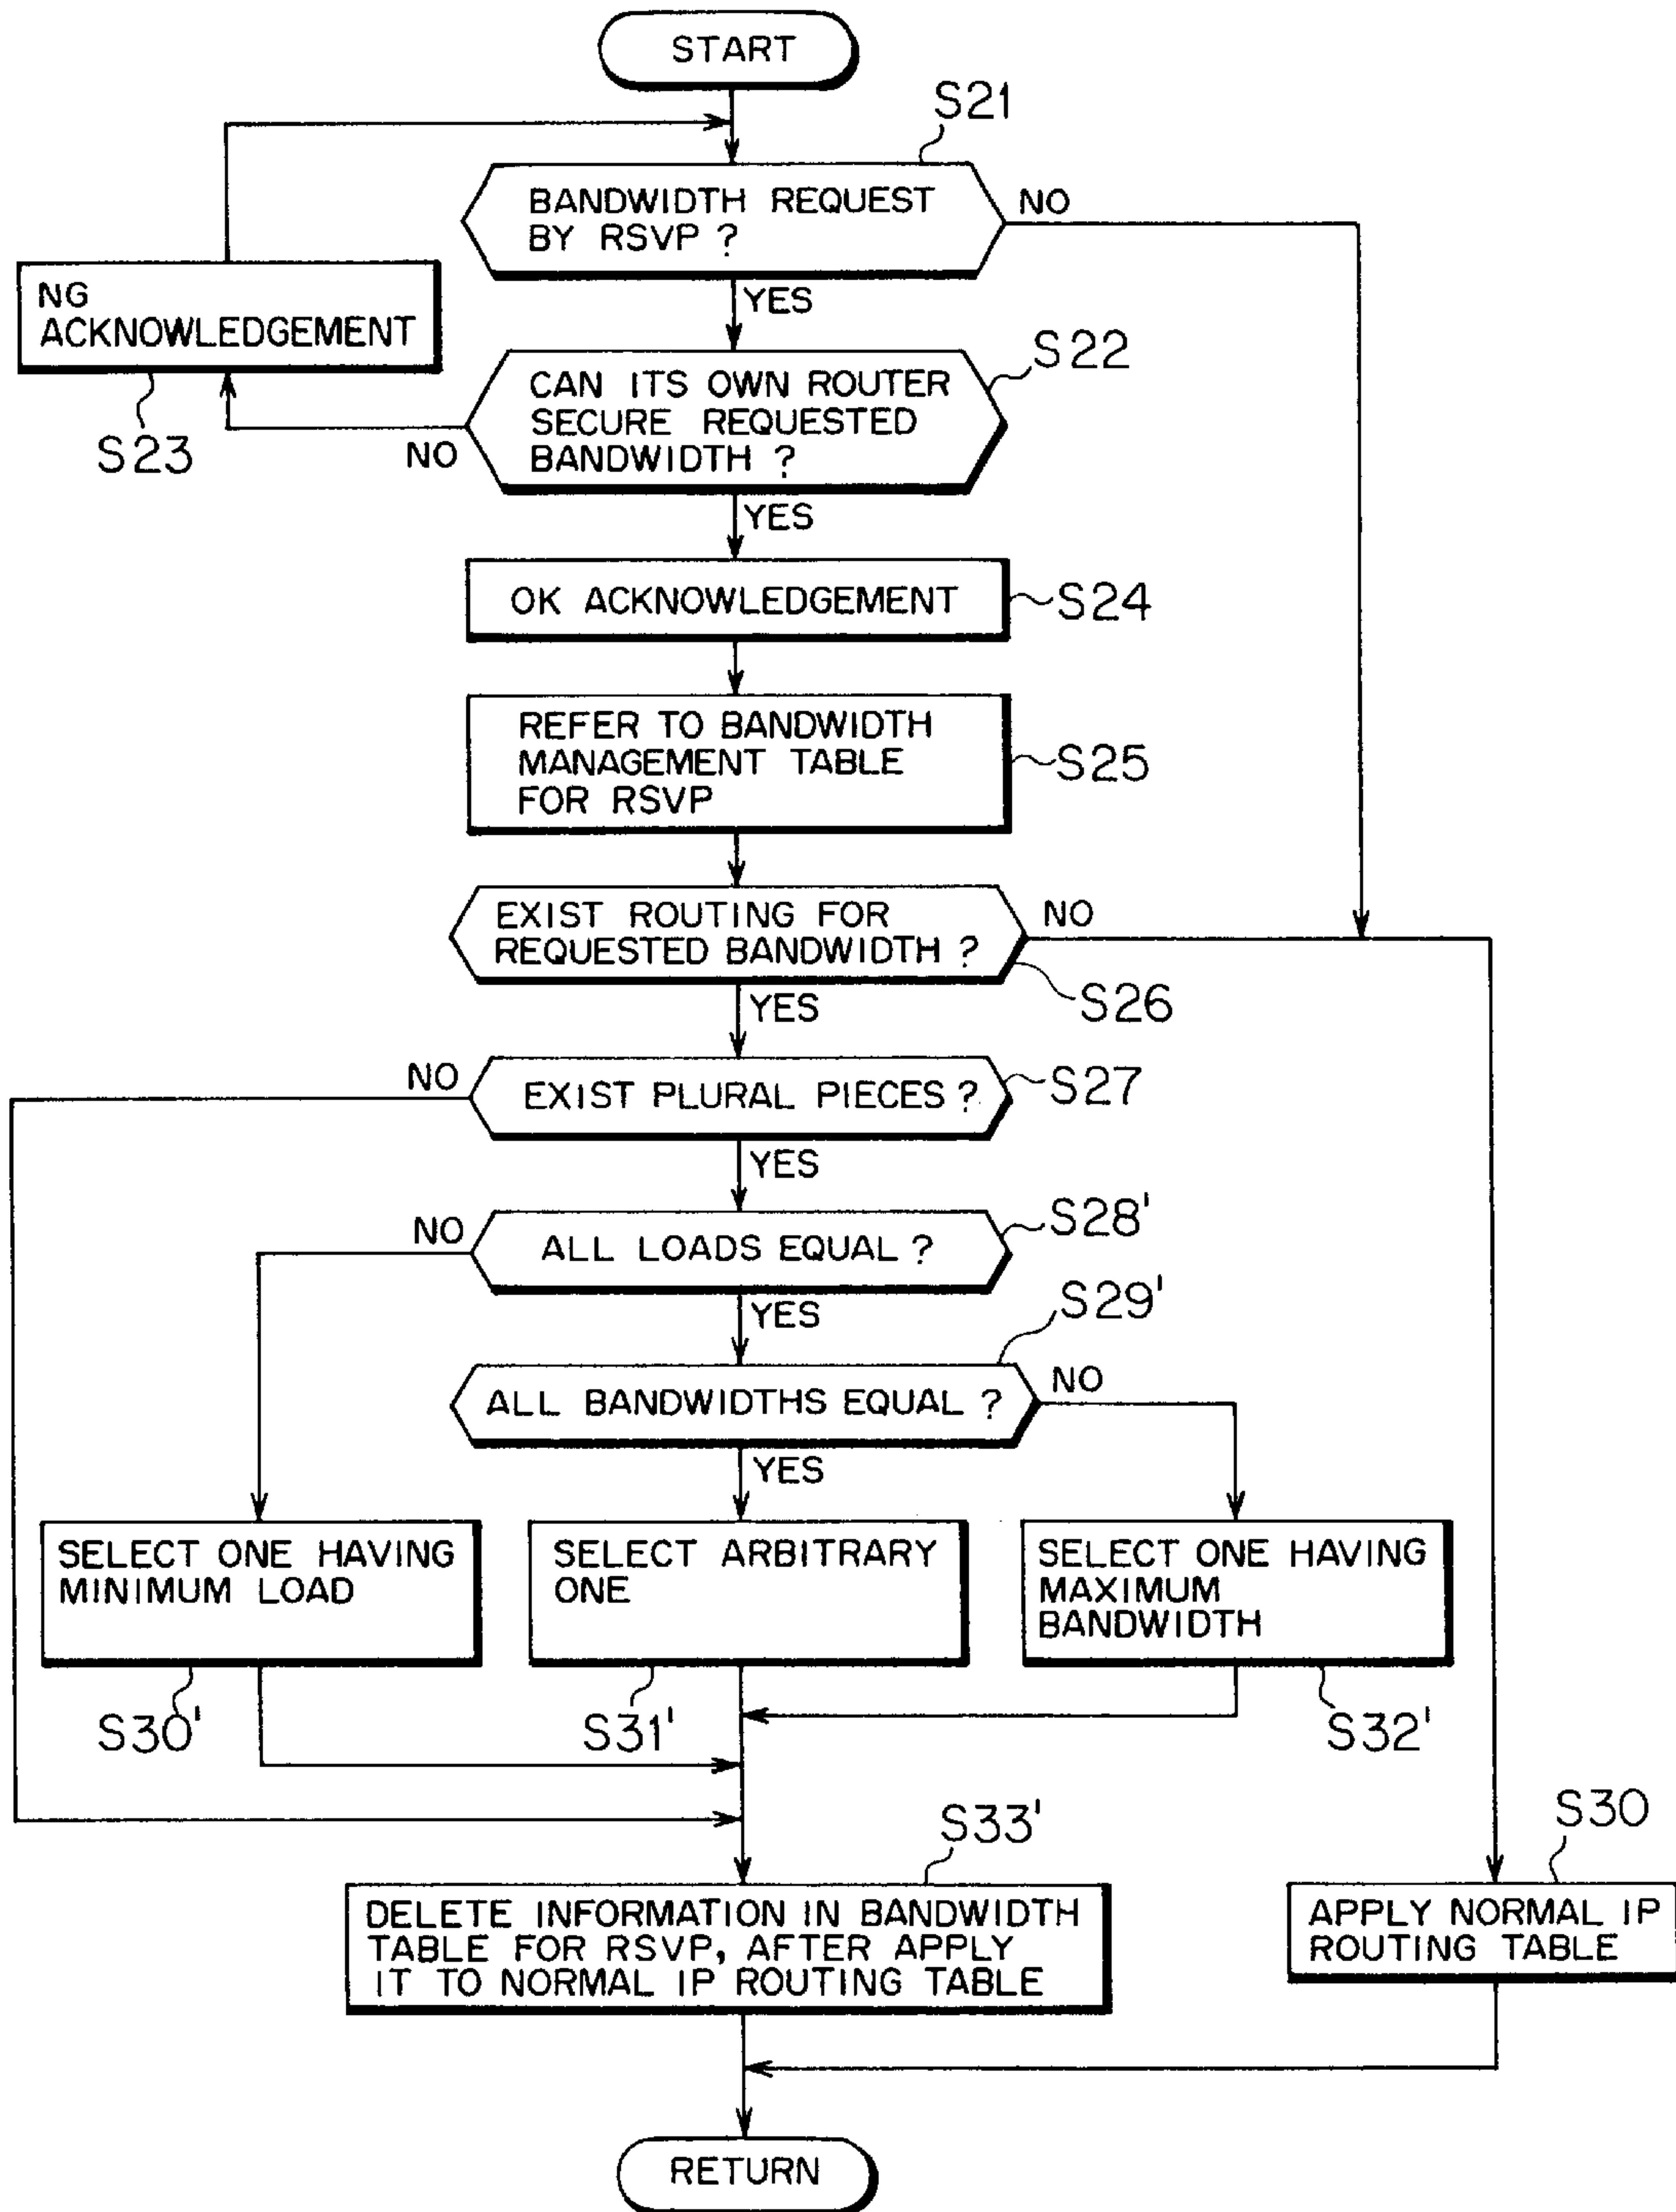 START
S21
BANDWIDTH REQUEST
BY RSVP ?
NO
YES
NG
ACKNOWLEDGEMENT
S23
S22
CAN ITS OWN ROUTER
SECURE REQUESTED
BANDWIDTH ?
NO
YES
OK ACKNOWLEDGEMENT
S24
REFER TO BANDWIDTH
MANAGEMENT TABLE
FOR RSVP
S25
EXIST ROUTING FOR
REQUESTED BANDWIDTH ?
NO
S26
YES
NO
EXIST PLURAL PIECES ?
S27
YES
NO
ALL LOADS EQUAL ?
S28'
YES
S29'
ALL BANDWIDTHS EQUAL ?
NO
YES
SELECT ONE HAVING
MINIMUM LOAD
SELECT ARBITRARY
ONE
SELECT ONE HAVING
MAXIMUM
BANDWIDTH
S30'
S31'
S32'
S33'
S30
DELETE INFORMATION IN BANDWIDTH
TABLE FOR RSVP, AFTER APPLY
IT TO NORMAL IP ROUTING TABLE
APPLY NORMAL IP
ROUTING TABLE
RETURN